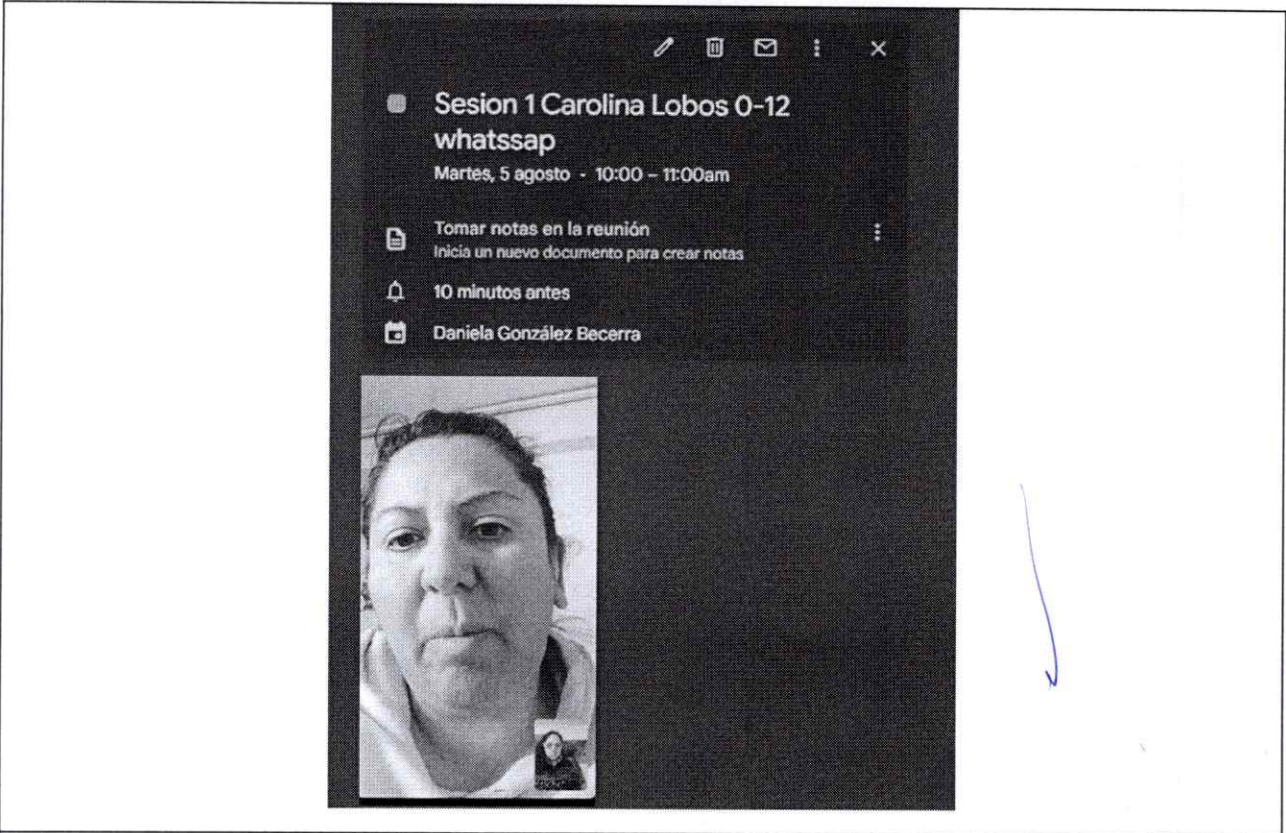 Sesion 1 Carolina Lobos 0-12
whatssap
Martes, 5 agosto - 10:00 – 11:00am
Tomar notas en la reunión
Inicia un nuevo documento para crear notas
10 minutos antes
Daniela González Becerra